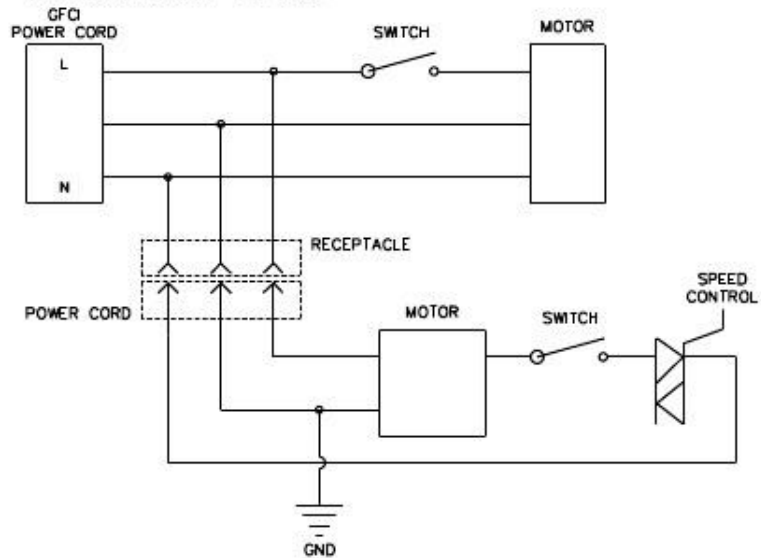 GFCI
POWER CORD
SWITCH
MOTOR
L
N
RECEPTACLE
POWER CORD
MOTOR
SWITCH
SPEED
CONTROL
GND